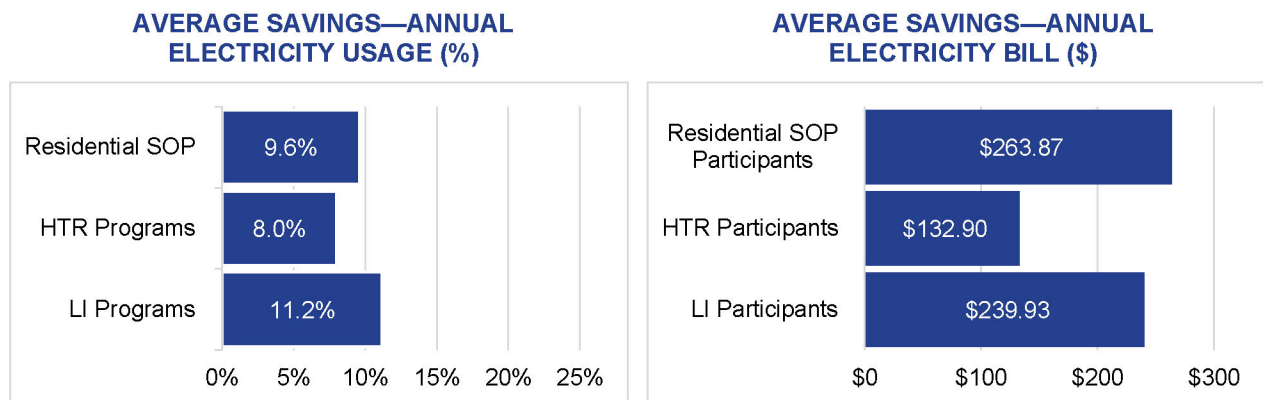 AVERAGE SAVINGS—ANNUAL
ELECTRICITY USAGE (%)
Residential SOP
9.6%
HTR Programs
8.0%
LI Programs
11.2%
0% 5% 10% 15% 20% 25%
AVERAGE SAVINGS—ANNUAL
ELECTRICITY BILL ($)
Residential SOP
Participants
$263.87
HTR Participants
$132.90
LI Participants
$239.93
$0 $100 $200 $300